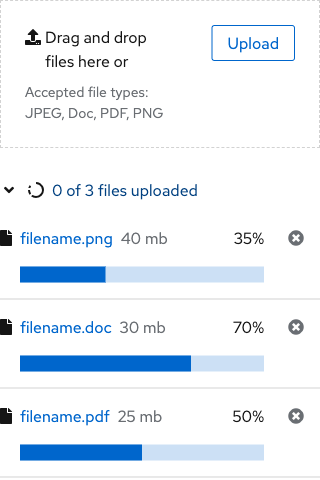 Drag and drop
files here or
Upload
Accepted file types:
JPEG, Doc, PDF, PNG
0 of 3 files uploaded
filename.png 40 mb 35%
filename.doc 30 mb 70%
filename.pdf 25 mb 50%